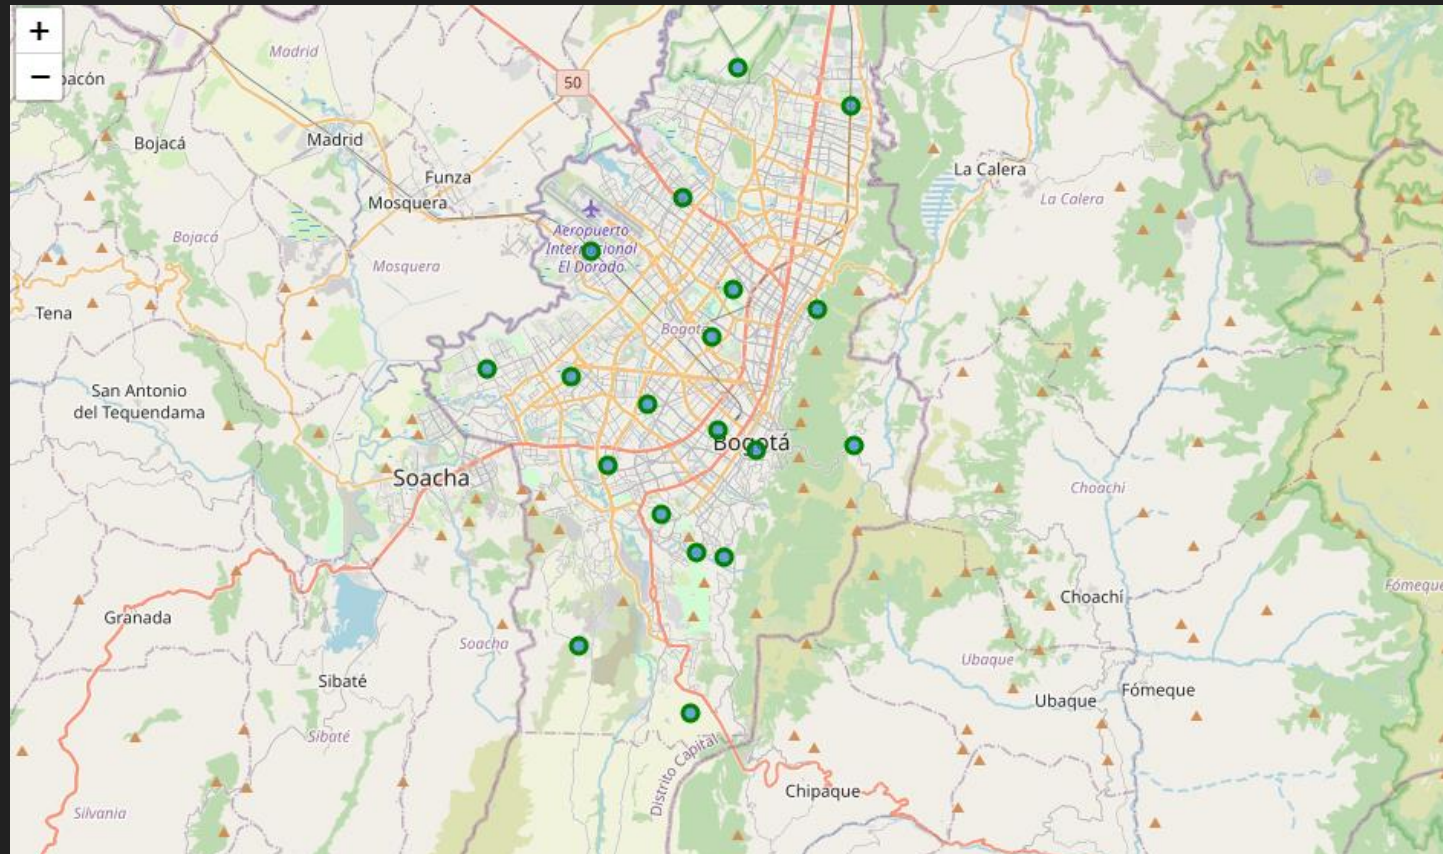 +
−
Madrid
50
Bojacá
Madrid
Funza
Mosquera
La Calera
La Calera
Aeropuerto
Internacional
El Dorado
Bojacá
Mosquera
Tena
Bogotá
San Antonio
del Tequendama
Bogotá
Soacha
Choachí
Fómeque
Choachí
Granada
Soacha
Ubaque
Sibaté
Ubaque
Fómeque
Sibaté
Distrito Capital
Chipaque
Silvania